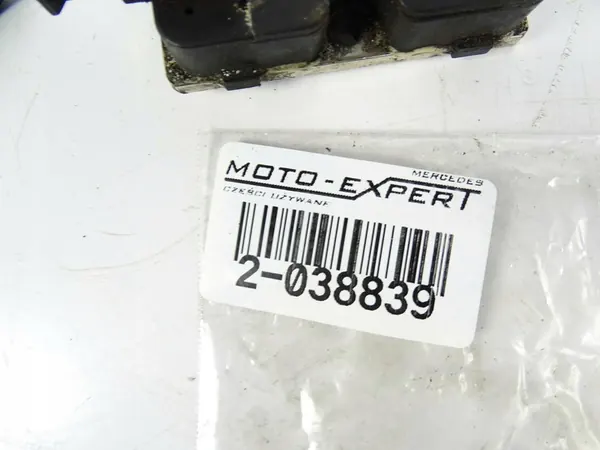 MERCEDES
MOTO-EXPERT
CZĘŚCI UŻYWANE
2-038839